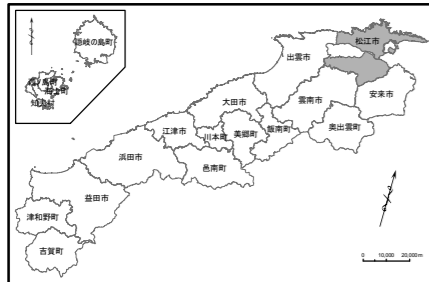 隠岐の島町
海士町
知夫村
松江市
出雲市
安来市
雲南市
大田市
奥出雲町
飯南町
美郷町
川本町
江津市
邑南町
浜田市
益田市
津和野町
吉賀町
0 10,000 20,000m